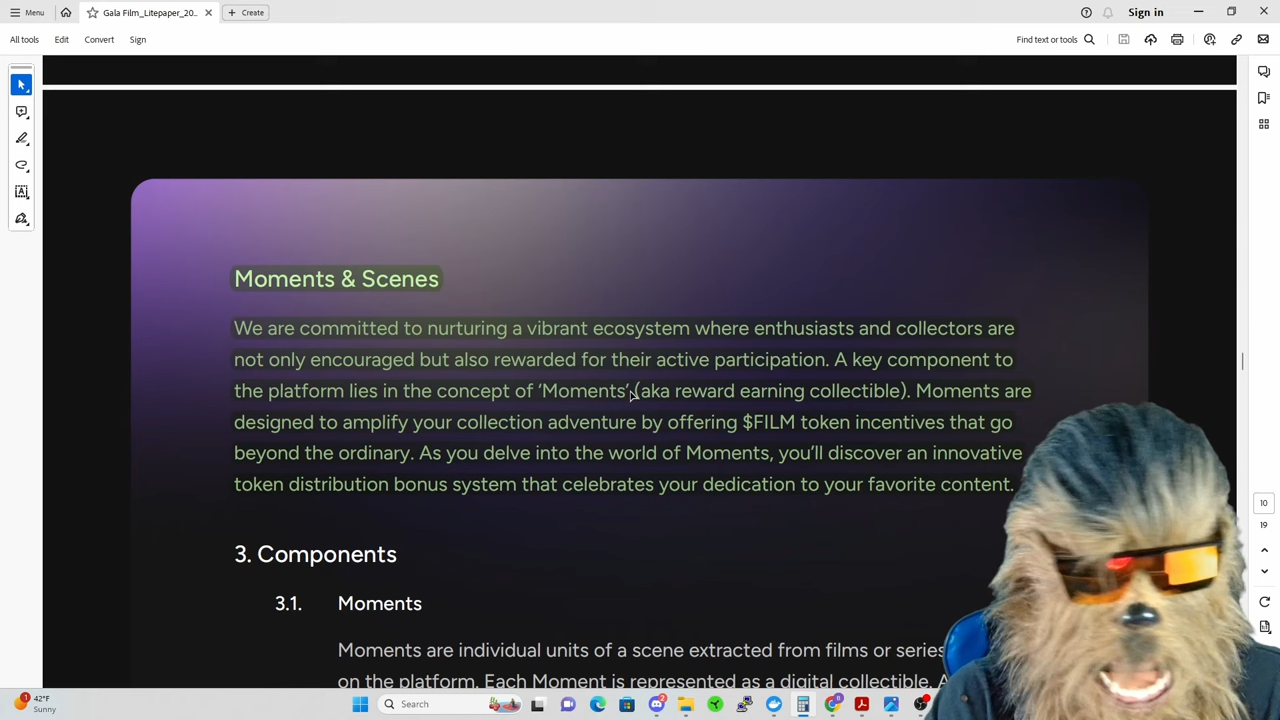 Menu
Gala Film_Litepaper_20...
Create
Sign in
All tools
Edit
Convert
Sign
Find text or tools
Moments & Scenes
We are committed to nurturing a vibrant ecosystem where enthusiasts and collectors are
not only encouraged but also rewarded for their active participation. A key component to
the platform lies in the concept of ‘Moments’ (aka reward earning collectible). Moments are
designed to amplify your collection adventure by offering $FILM token incentives that go
beyond the ordinary. As you delve into the world of Moments, you’ll discover an innovative
token distribution bonus system that celebrates your dedication to your favorite content.
3. Components
3.1. Moments
Moments are individual units of a scene extracted from films or series
on the platform. Each Moment is represented as a digital collectible. A
10
19
1
42°F
Sunny
Search
2